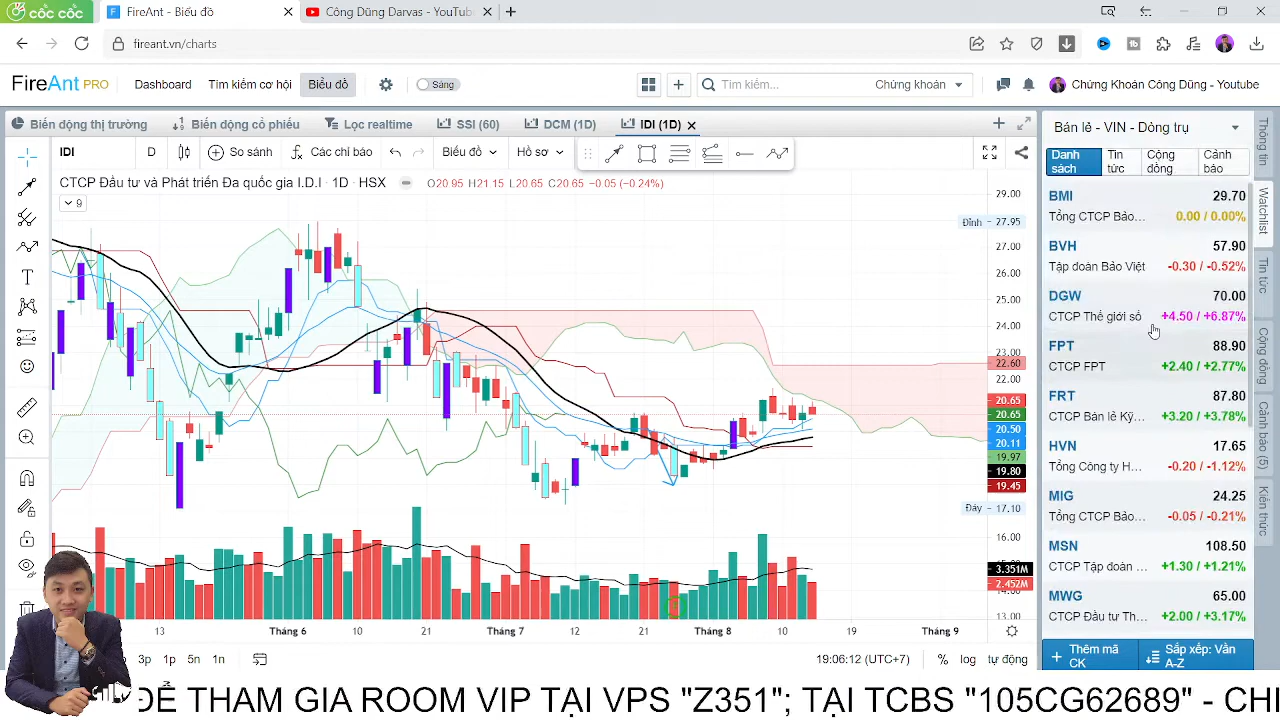 cốc cốc
FireAnt - Biểu đồ
Công Dũng Darvas - YouTub
fireant.vn/charts
FireAnt PRO
Dashboard
Tìm kiếm cơ hội
Biểu đồ
Sáng
Tìm kiếm...
Chứng khoán
Chứng Khoán Công Dũng - Youtube
Biến động thị trường
Biến động cổ phiếu
Lọc realtime
SSI (60)
DCM (1D)
IDI (1D)
IDI
D
So sánh
Các chỉ báo
Biểu đồ
Hồ sơ
CTCP Đầu tư và Phát triển Đa quốc gia I.D.I · 1D · HSX
O20.95 H21.15 L20.65 C20.65 −0.05 (−0.24%)
9
29.00
Đỉnh − 27.95
27.00
26.00
25.00
24.00
23.00
22.60
22.00
20.65
20.65
20.50
20.11
19.97
19.80
19.45
Đáy − 17.10
16.00
3.351M
2.452M
13.00
13
Tháng 6
10
21
Tháng 7
12
21
Tháng 8
10
19
Tháng 9
3p
1p
5n
1n
19:06:12 (UTC+7)
%
log
tự động
Bán lẻ - VIN - Dòng trụ
Danh sách
Tin tức
Cộng đồng
Cảnh báo
BMI 29.70
Tổng CTCP Bảo... 0.00 / 0.00%
BVH 57.90
Tập đoàn Bảo Việt -0.30 / -0.52%
DGW 70.00
CTCP Thế giới số +4.50 / +6.87%
FPT 88.90
CTCP FPT +2.40 / +2.77%
FRT 87.80
CTCP Bán lẻ Kỹ... +3.20 / +3.78%
HVN 17.65
Tổng Công ty H... -0.20 / -1.12%
MIG 24.25
Tổng CTCP Bảo... -0.05 / -0.21%
MSN 108.50
CTCP Tập đoàn ... +1.30 / +1.21%
MWG 65.00
CTCP Đầu tư Th... +2.00 / +3.17%
Thêm mã CK
Sắp xếp: Vần A-Z
Thông tin
Watchlist
Tin tức
Cộng đồng
Cảnh báo (5)
Kiến thức
ĐỂ THAM GIA ROOM VIP TẠI VPS "Z351"; TẠI TCBS "105CG62689" - CHI